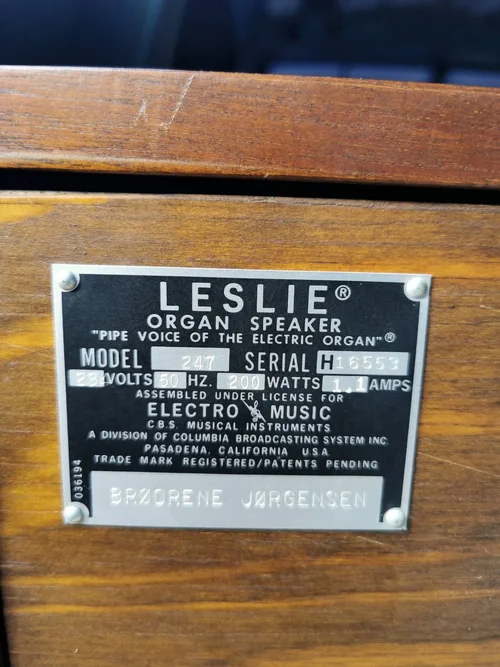 LESLIE®
ORGAN SPEAKER
"PIPE VOICE OF THE ELECTRIC ORGAN"®
MODEL 247 SERIAL H16553
VOLTS 50 HZ. 200 WATTS 1.1 AMPS
ASSEMBLED UNDER LICENSE FOR
ELECTRO MUSIC
C.B.S. MUSICAL INSTRUMENTS
A DIVISION OF COLUMBIA BROADCASTING SYSTEM INC.
PASADENA, CALIFORNIA U.S.A.
TRADE MARK REGISTERED/PATENTS PENDING
036194
BRØDRENE JØRGENSEN